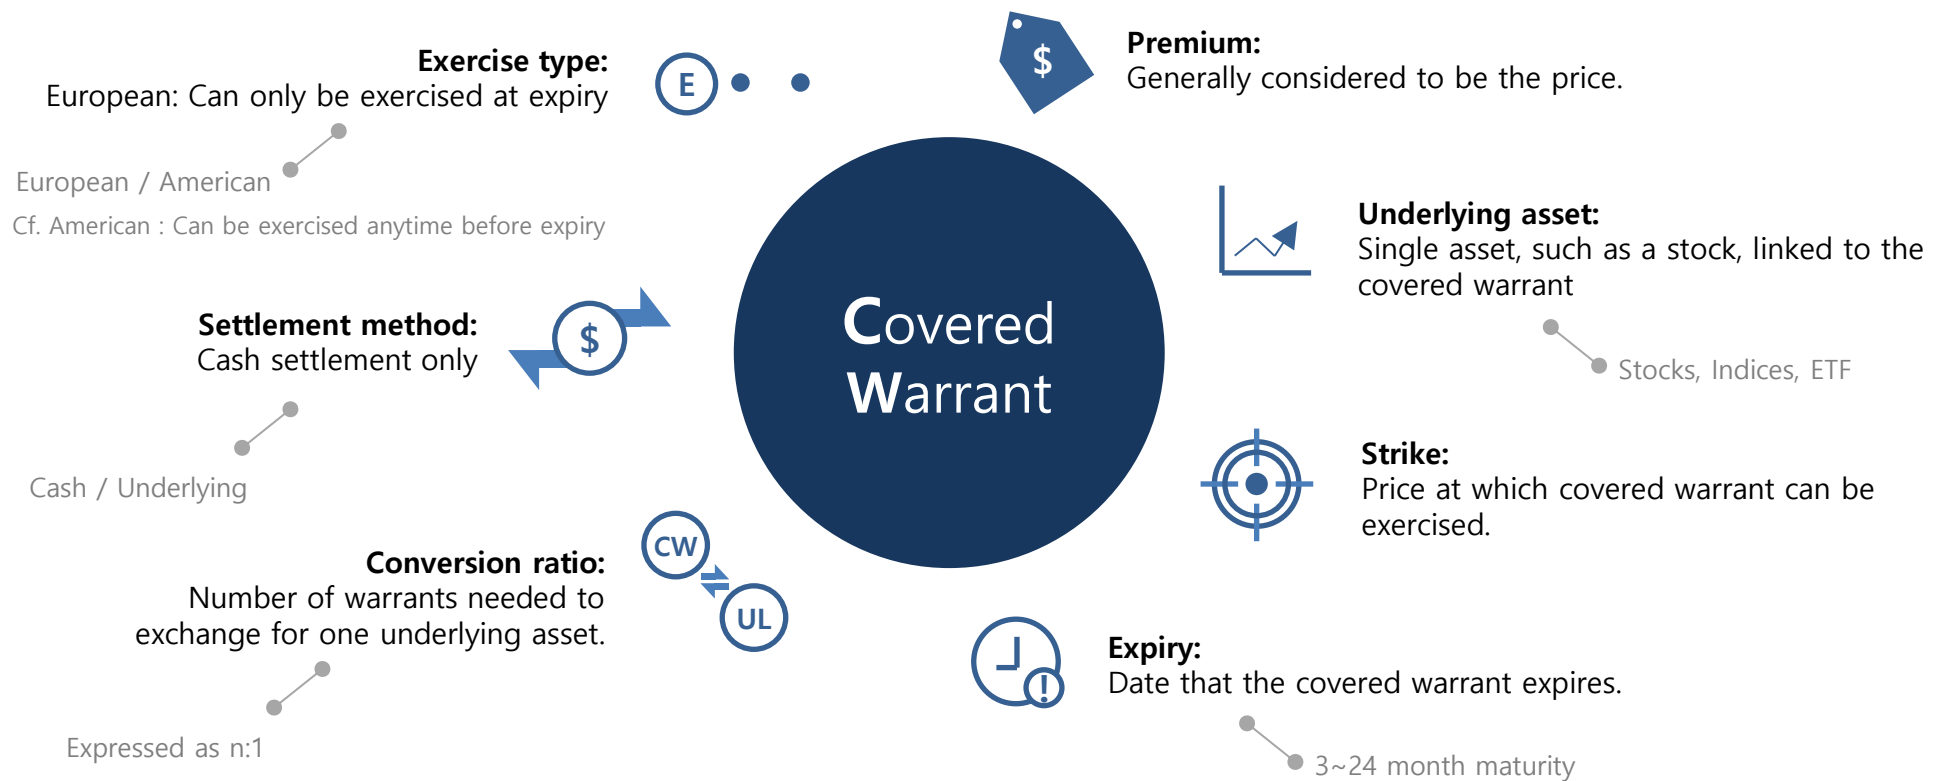 Exercise type:
European: Can only be exercised at expiry
European / American
Cf. American : Can be exercised anytime before expiry
E
$
Premium:
Generally considered to be the price.
Underlying asset:
Single asset, such as a stock, linked to the
covered warrant
Stocks, Indices, ETF
Settlement method:
Cash settlement only
Cash / Underlying
$
Covered
Warrant
Strike:
Price at which covered warrant can be
exercised.
Conversion ratio:
Number of warrants needed to
exchange for one underlying asset.
Expressed as n:1
CW
UL
!
Expiry:
Date that the covered warrant expires.
3~24 month maturity